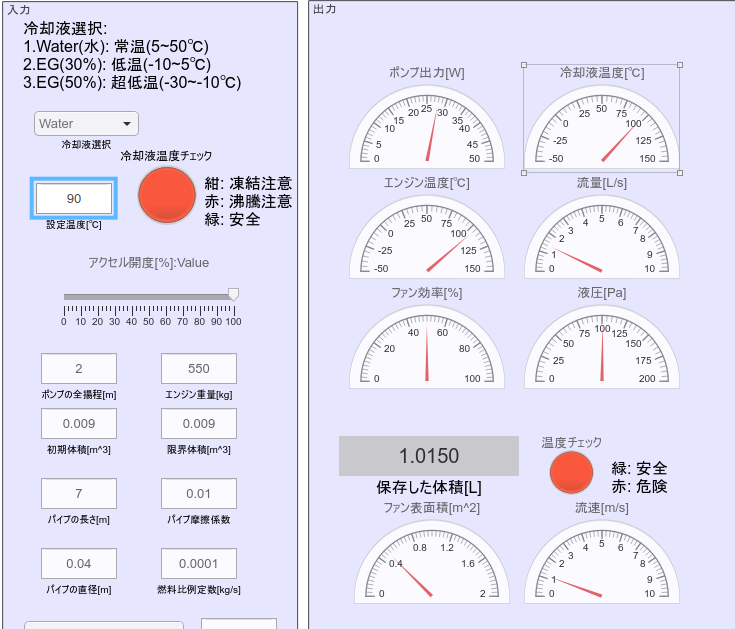 入力
冷却液選択:
1.Water(水): 常温(5~50℃)
2.EG(30%): 低温(-10~5℃)
3.EG(50%): 超低温(-30~-10℃)
Water
冷却液選択
冷却液温度チェック
90
設定温度[℃]
紺: 凍結注意
赤: 沸騰注意
緑: 安全
アクセル開度[%]:Value
0 10 20 30 40 50 60 70 80 90 100
2
ポンプの全揚程[m]
550
エンジン重量[kg]
0.009
初期体積[m^3]
0.009
限界体積[m^3]
7
パイプの長さ[m]
0.01
パイプ摩擦係数
0.04
パイプの直径[m]
0.0001
燃料比例定数[kg/s]
出力
ポンプ出力[W]
0 5 10 15 20 25 30 35 40 45 50
冷却液温度[℃]
-50 -25 0 25 50 75 100 125 150
エンジン温度[℃]
-50 -25 0 25 50 75 100 125 150
流量[L/s]
0 1 2 3 4 5 6 7 8 9 10
ファン効率[%]
0 20 40 60 80 100
液圧[Pa]
0 25 50 75 100 125 150 175 200
1.0150
保存した体積[L]
温度チェック
緑: 安全
赤: 危険
ファン表面積[m^2]
0 0.4 0.8 1.2 1.6 2
流速[m/s]
0 1 2 3 4 5 6 7 8 9 10